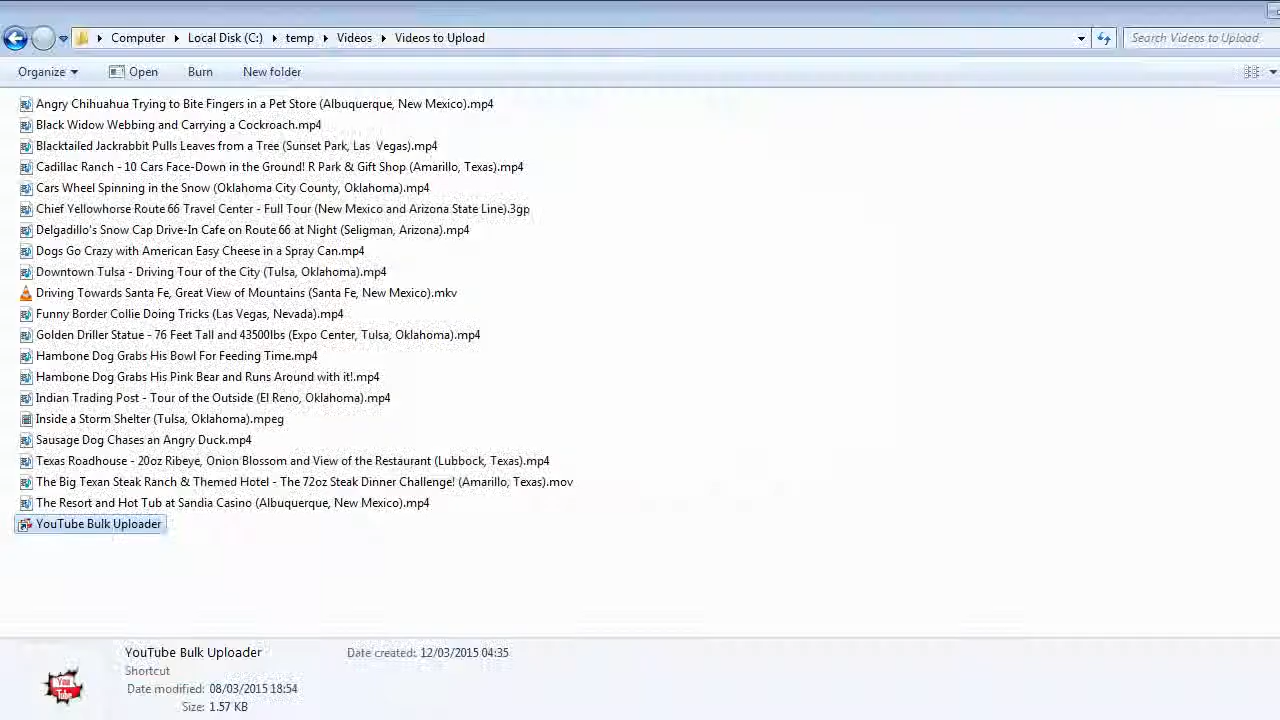 Computer Local Disk (C:) temp Videos Videos to Upload Search Videos to Upload
Organize Open Burn New folder
Angry Chihuahua Trying to Bite Fingers in a Pet Store (Albuquerque, New Mexico).mp4
Black Widow Webbing and Carrying a Cockroach.mp4
Blacktailed Jackrabbit Pulls Leaves from a Tree (Sunset Park, Las  Vegas).mp4
Cadillac Ranch - 10 Cars Face-Down in the Ground! R Park & Gift Shop (Amarillo, Texas).mp4
Cars Wheel Spinning in the Snow (Oklahoma City County, Oklahoma).mp4
Chief Yellowhorse Route 66 Travel Center - Full Tour (New Mexico and Arizona State Line).3gp
Delgadillo's Snow Cap Drive-In Cafe on Route 66 at Night (Seligman, Arizona).mp4
Dogs Go Crazy with American Easy Cheese in a Spray Can.mp4
Downtown Tulsa - Driving Tour of the City (Tulsa, Oklahoma).mp4
Driving Towards Santa Fe, Great View of Mountains (Santa Fe, New Mexico).mkv
Funny Border Collie Doing Tricks (Las Vegas, Nevada).mp4
Golden Driller Statue - 76 Feet Tall and 43500lbs (Expo Center, Tulsa, Oklahoma).mp4
Hambone Dog Grabs His Bowl For Feeding Time.mp4
Hambone Dog Grabs His Pink Bear and Runs Around with it!.mp4
Indian Trading Post - Tour of the Outside (El Reno, Oklahoma).mp4
Inside a Storm Shelter (Tulsa, Oklahoma).mpeg
Sausage Dog Chases an Angry Duck.mp4
Texas Roadhouse - 20oz Ribeye, Onion Blossom and View of the Restaurant (Lubbock, Texas).mp4
The Big Texan Steak Ranch & Themed Hotel - The 72oz Steak Dinner Challenge! (Amarillo, Texas).mov
The Resort and Hot Tub at Sandia Casino (Albuquerque, New Mexico).mp4
YouTube Bulk Uploader
YouTube Bulk Uploader Date created: 12/03/2015 04:35
Shortcut
Date modified: 08/03/2015 18:54
Size: 1.57 KB
You
Tube